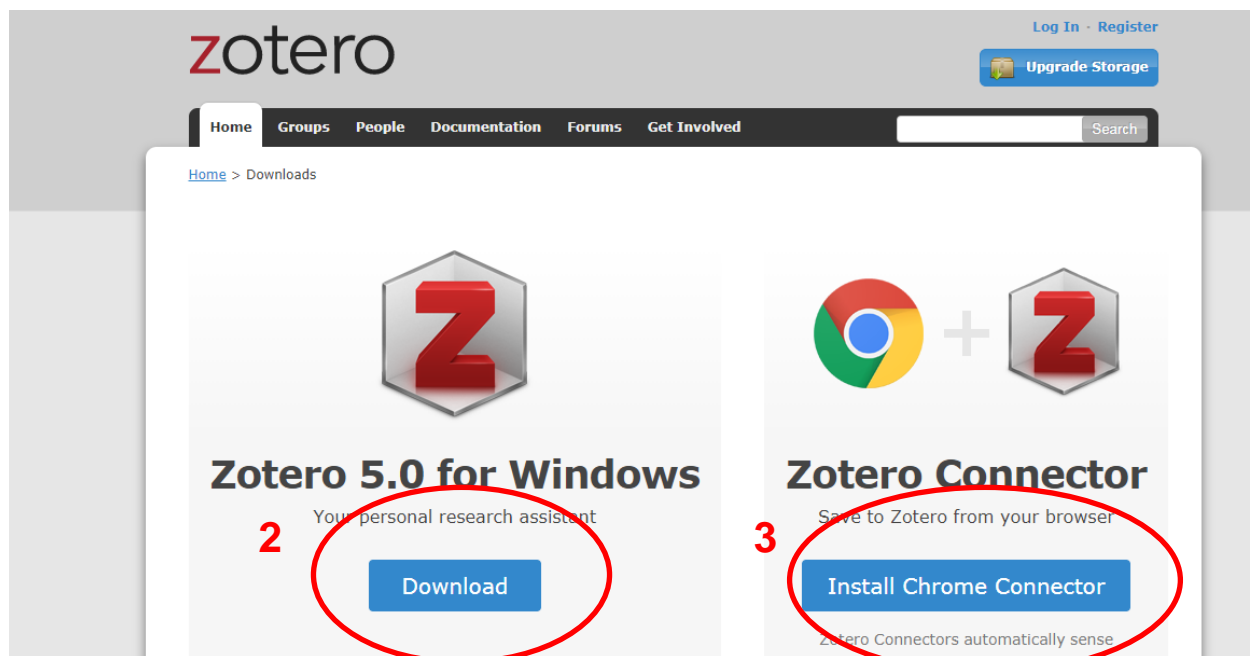 zotero
Log In · Register
Upgrade Storage
Home Groups People Documentation Forums Get Involved
Search
Home > Downloads
Z
Z
Zotero 5.0 for Windows
Your personal research assistant
2
Download
Zotero Connector
Save to Zotero from your browser
3
Install Chrome Connector
Zotero Connectors automatically sense